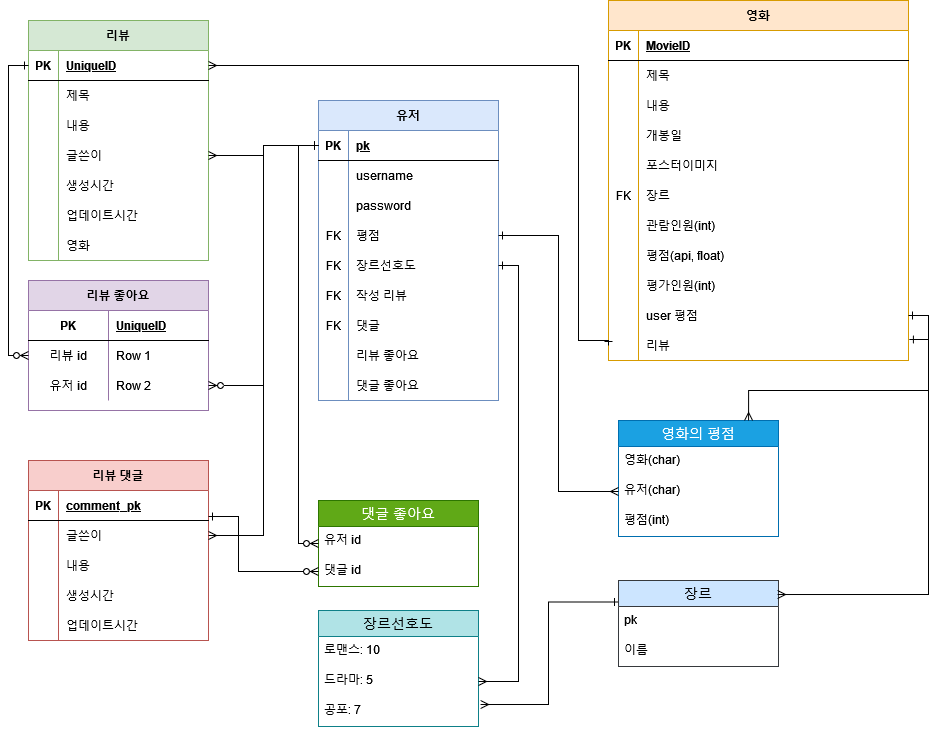 리뷰
PK UniqueID
제목
내용
글쓴이
생성시간
업데이트시간
영화
리뷰 좋아요
PK UniqueID
리뷰 id Row 1
유저 id Row 2
리뷰 댓글
PK comment_pk
글쓴이
내용
생성시간
업데이트시간
유저
PK pk
username
password
FK 평점
FK 장르선호도
FK 작성 리뷰
FK 댓글
리뷰 좋아요
댓글 좋아요
댓글 좋아요
유저 id
댓글 id
장르선호도
로맨스: 10
드라마: 5
공포: 7
영화
PK MovieID
제목
내용
개봉일
포스터이미지
FK 장르
관람인원(int)
평점(api, float)
평가인원(int)
user 평점
리뷰
영화의 평점
영화(char)
유저(char)
평점(int)
장르
pk
이름